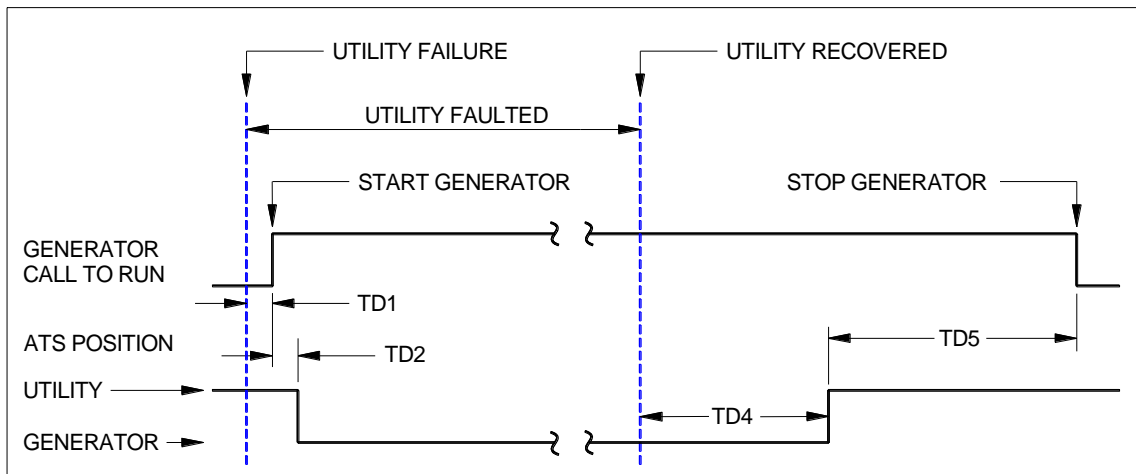 UTILITY FAILURE
UTILITY RECOVERED
UTILITY FAULTED
START GENERATOR
STOP GENERATOR
GENERATOR
CALL TO RUN
TD1
ATS POSITION
TD2
TD5
UTILITY
TD4
GENERATOR